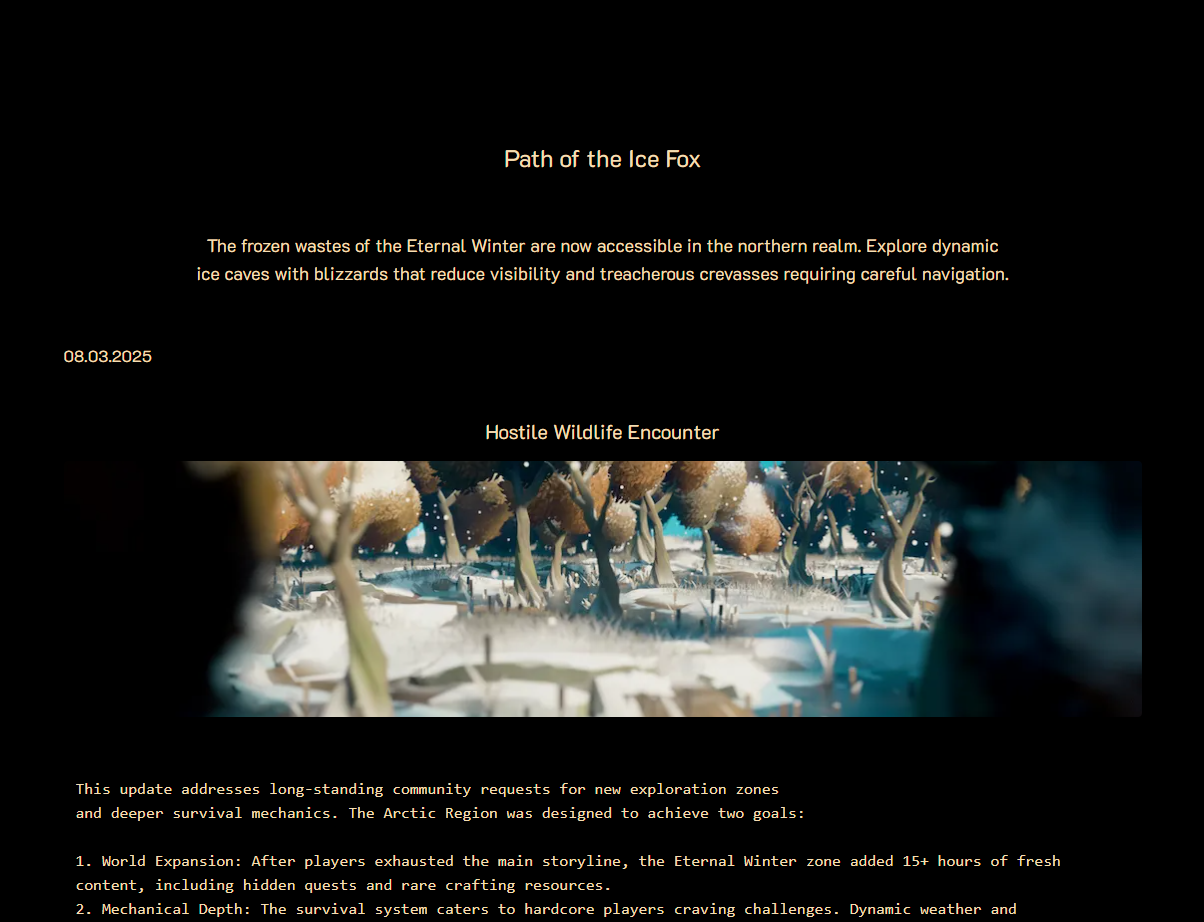 Path of the Ice Fox
The frozen wastes of the Eternal Winter are now accessible in the northern realm. Explore dynamic
ice caves with blizzards that reduce visibility and treacherous crevasses requiring careful navigation.
08.03.2025
Hostile Wildlife Encounter
This update addresses long-standing community requests for new exploration zones
and deeper survival mechanics. The Arctic Region was designed to achieve two goals:
1. World Expansion: After players exhausted the main storyline, the Eternal Winter zone added 15+ hours of fresh
content, including hidden quests and rare crafting resources.
2. Mechanical Depth: The survival system caters to hardcore players craving challenges. Dynamic weather and